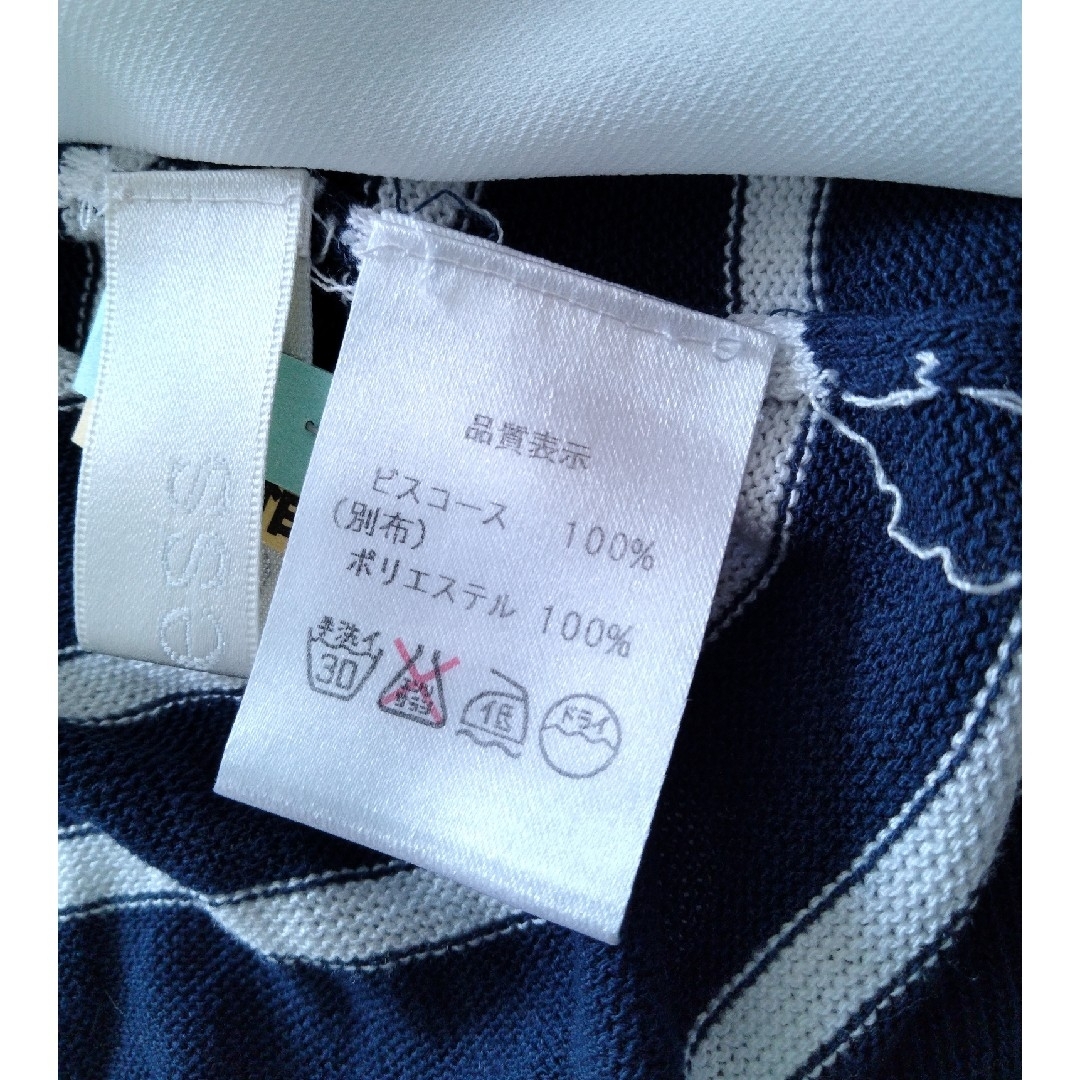 品質表示
ビスコース 100%
(別布)
ポリエステル 100%
手洗イ
30
エンソ
サラシ
低
ドライ
ess